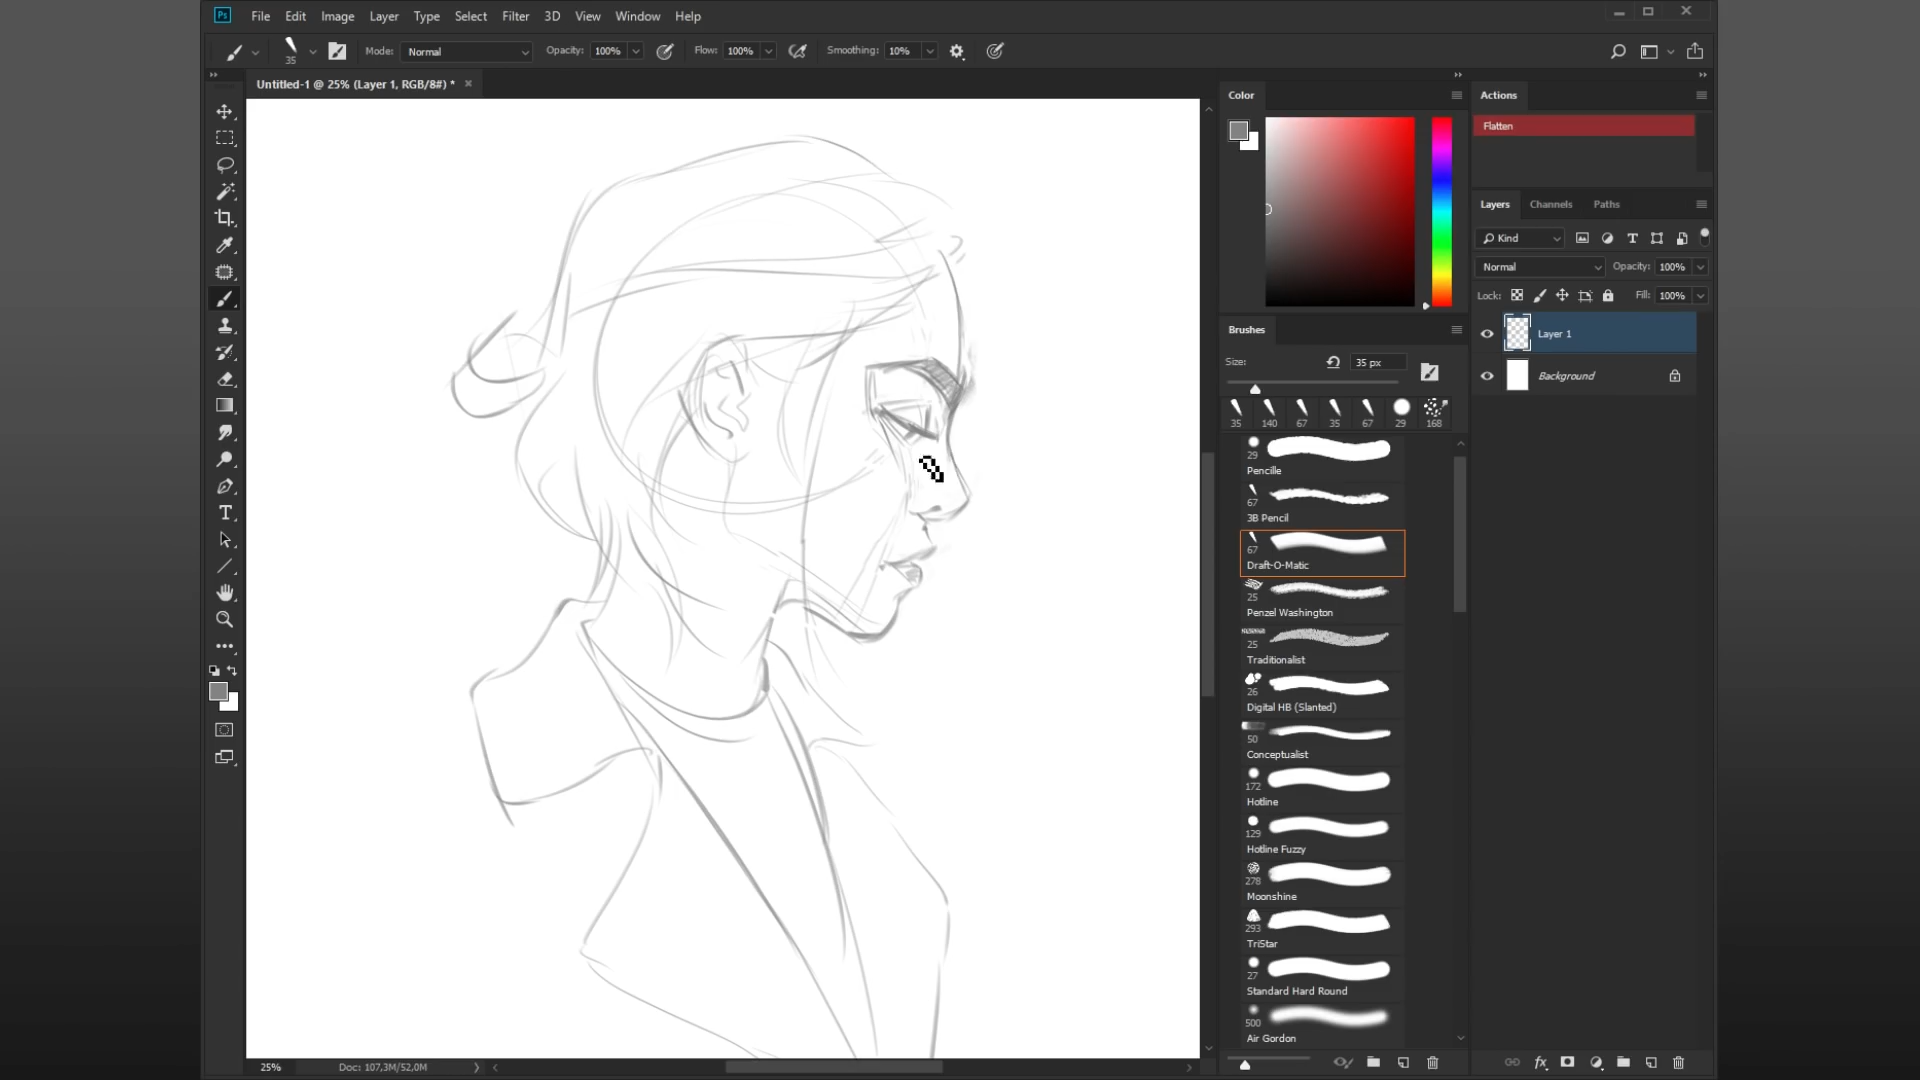 Ps File Edit Image Layer Type Select Filter 3D View Window Help
35 Mode: Normal Opacity: 100% Flow: 100% Smoothing: 10%
Untitled-1 @ 25% (Layer 1, RGB/8#) *
Color
Brushes
Size: 35 px
35 140 67 35 67 29 168
29
Pencille
67
3B Pencil
67
Draft-O-Matic
25
Penzel Washington
25
Traditionalist
26
Digital HB (Slanted)
50
Conceptualist
172
Hotline
129
Hotline Fuzzy
278
Moonshine
293
TriStar
27
Standard Hard Round
500
Air Gordon
Actions
Flatten
Layers Channels Paths
Kind
Normal Opacity: 100%
Lock: Fill: 100%
Layer 1
Background
25% Doc: 107,3M/52,0M